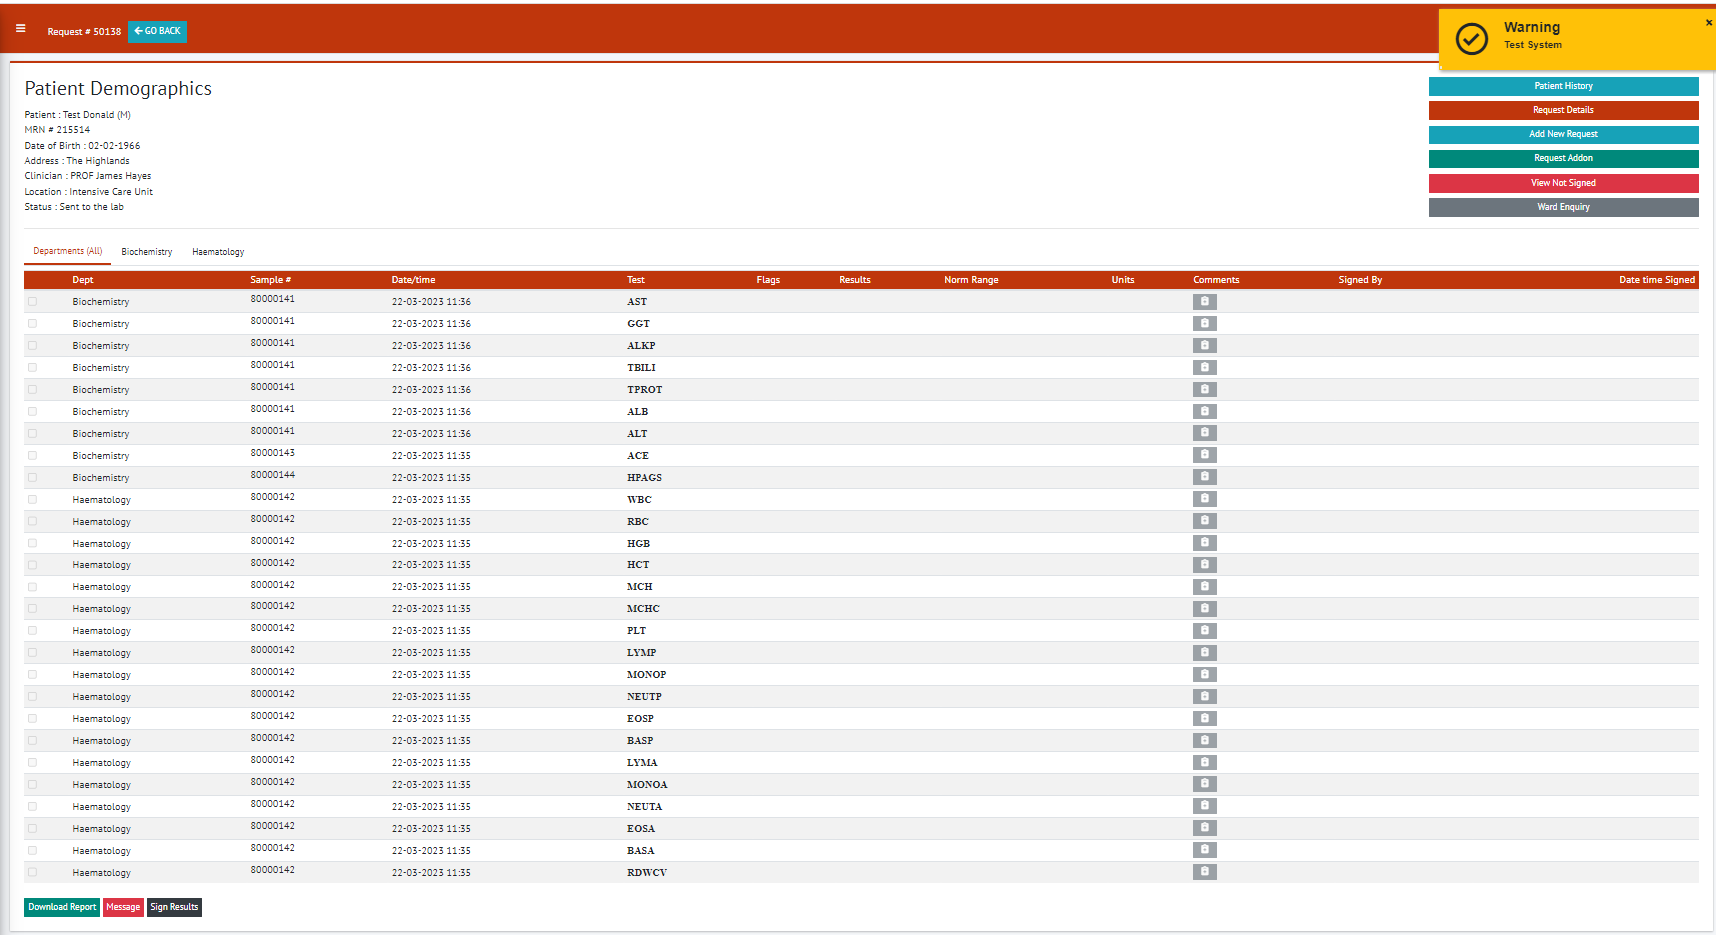 Request # 50138 GO BACK
Warning
Test System
×
Patient Demographics
Patient : Test Donald (M)
MRN # 215514
Date of Birth : 02-02-1966
Address : The Highlands
Clinician : PROF James Hayes
Location : Intensive Care Unit
Status : Sent to the lab
Patient History
Request Details
Add New Request
Request Addon
View Not Signed
Ward Enquiry
Departments (All) Biochemistry Haematology
Dept Sample # Date/time Test Flags Results Norm Range Units Comments Signed By Date time Signed
Biochemistry 80000141 22-03-2023 11:36 AST
Biochemistry 80000141 22-03-2023 11:36 GGT
Biochemistry 80000141 22-03-2023 11:36 ALKP
Biochemistry 80000141 22-03-2023 11:36 TBILI
Biochemistry 80000141 22-03-2023 11:36 TPROT
Biochemistry 80000141 22-03-2023 11:36 ALB
Biochemistry 80000141 22-03-2023 11:36 ALT
Biochemistry 80000143 22-03-2023 11:35 ACE
Biochemistry 80000144 22-03-2023 11:35 HPAGS
Haematology 80000142 22-03-2023 11:35 WBC
Haematology 80000142 22-03-2023 11:35 RBC
Haematology 80000142 22-03-2023 11:35 HGB
Haematology 80000142 22-03-2023 11:35 HCT
Haematology 80000142 22-03-2023 11:35 MCH
Haematology 80000142 22-03-2023 11:35 MCHC
Haematology 80000142 22-03-2023 11:35 PLT
Haematology 80000142 22-03-2023 11:35 LYMP
Haematology 80000142 22-03-2023 11:35 MONOP
Haematology 80000142 22-03-2023 11:35 NEUTP
Haematology 80000142 22-03-2023 11:35 EOSP
Haematology 80000142 22-03-2023 11:35 BASP
Haematology 80000142 22-03-2023 11:35 LYMA
Haematology 80000142 22-03-2023 11:35 MONOA
Haematology 80000142 22-03-2023 11:35 NEUTA
Haematology 80000142 22-03-2023 11:35 EOSA
Haematology 80000142 22-03-2023 11:35 BASA
Haematology 80000142 22-03-2023 11:35 RDWCV
Download Report Message Sign Results